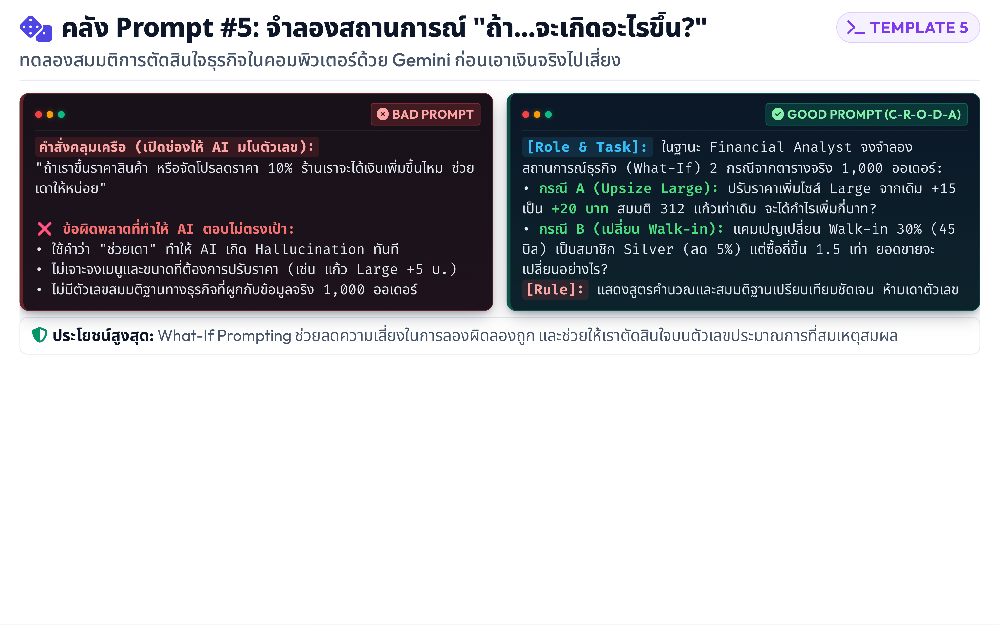 คลัง Prompt #5: จำลองสถานการณ์ "ถ้า...จะเกิดอะไรขึ้น?"
TEMPLATE 5
ทดลองสมมติการตัดสินใจธุรกิจในคอมพิวเตอร์ด้วย Gemini ก่อนเอาเงินจริงไปเสี่ยง
BAD PROMPT
คำสั่งคลุมเครือ (เปิดช่องให้ AI มโนตัวเลข):
"ถ้าเราขึ้นราคาสินค้า หรือจัดโปรลดราคา 10% ร้านเราจะได้เงินเพิ่มขึ้นไหม ช่วย
เดาให้หน่อย"
❌ ข้อผิดพลาดที่ทำให้ AI ตอบไม่ตรงเป้า:
• ใช้คำว่า "ช่วยเดา" ทำให้ AI เกิด Hallucination ทันที
• ไม่เจาะจงเมนูและขนาดที่ต้องการปรับราคา (เช่น แก้ว Large +5 บ.)
• ไม่มีตัวเลขสมมติฐานทางธุรกิจที่ผูกกับข้อมูลจริง 1,000 ออเดอร์
GOOD PROMPT (C-R-O-D-A)
[Role & Task]: ในฐานะ Financial Analyst จงจำลอง
สถานการณ์ธุรกิจ (What-If) 2 กรณีจากตารางจริง 1,000 ออเดอร์:
• กรณี A (Upsize Large): ปรับราคาเพิ่มไซส์ Large จากเดิม +15
เป็น +20 บาท สมมติ 312 แก้วเท่าเดิม จะได้กำไรเพิ่มกี่บาท?
• กรณี B (เปลี่ยน Walk-in): แคมเปญเปลี่ยน Walk-in 30% (45
บิล) เป็นสมาชิก Silver (ลด 5%) แต่ซื้อถี่ขึ้น 1.5 เท่า ยอดขายจะ
เปลี่ยนอย่างไร?
[Rule]: แสดงสูตรคำนวณและสมมติฐานเปรียบเทียบชัดเจน ห้ามเดาตัวเลข
ประโยชน์สูงสุด: What-If Prompting ช่วยลดความเสี่ยงในการลองผิดลองถูก และช่วยให้เราตัดสินใจบนตัวเลขประมาณการที่สมเหตุสมผล